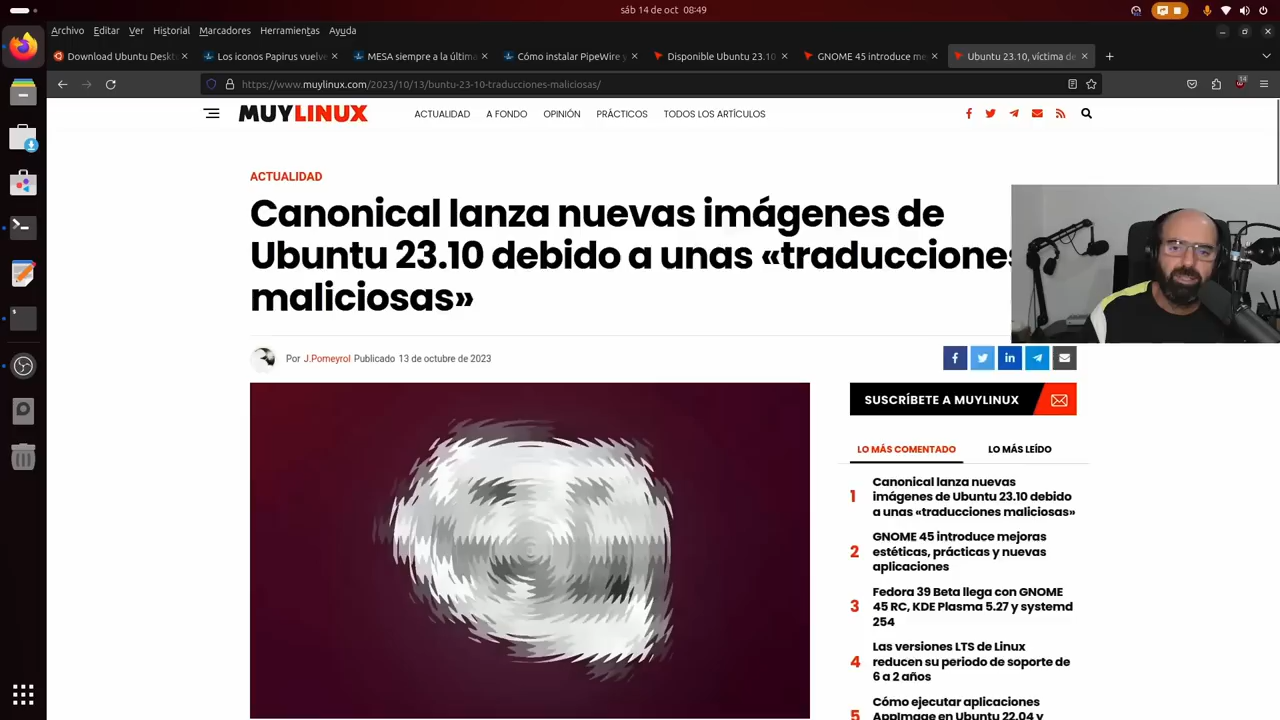 sáb 14 de oct 08:49
Archivo Editar Ver Historial Marcadores Herramientas Ayuda
Download Ubuntu Deskt Los iconos Papirus vuelve MESA siempre a la últim Cómo instalar PipeWire y Disponible Ubuntu 23.10 GNOME 45 introduce me Ubuntu 23.10, víctima de
https://www.muylinux.com/2023/10/13/buntu-23-10-traducciones-maliciosas/
14
MUYLINUX ACTUALIDAD A FONDO OPINIÓN PRÁCTICOS TODOS LOS ARTÍCULOS
ACTUALIDAD
Canonical lanza nuevas imágenes de
Ubuntu 23.10 debido a unas «traducciones
maliciosas»
Por J.Pomeyrol Publicado 13 de octubre de 2023
SUSCRÍBETE A MUYLINUX
LO MÁS COMENTADO LO MÁS LEÍDO
1 Canonical lanza nuevas
imágenes de Ubuntu 23.10 debido
a unas «traducciones maliciosas»
2 GNOME 45 introduce mejoras
estéticas, prácticas y nuevas
aplicaciones
3 Fedora 39 Beta llega con GNOME
45 RC, KDE Plasma 5.27 y systemd
254
4 Las versiones LTS de Linux
reducen su periodo de soporte de
6 a 2 años
5 Cómo ejecutar aplicaciones
AppImage en Ubuntu 22.04 y